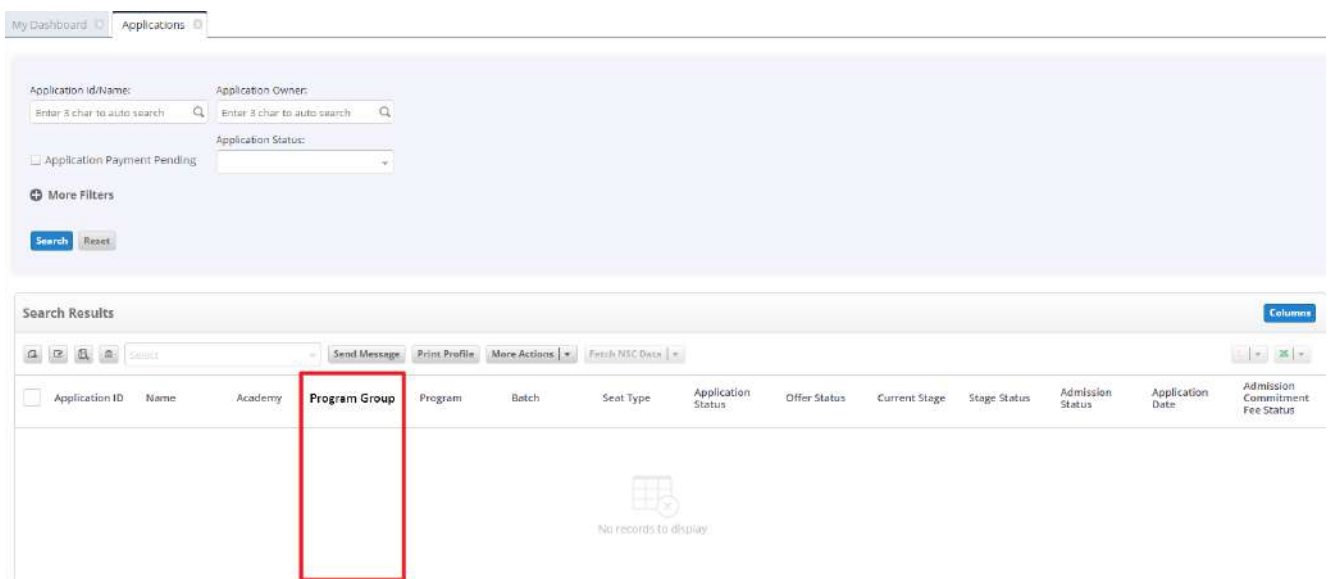 My Dashboard Applications
Application Id/Name: Application Owner:
Enter 3 char to auto search Enter 3 char to auto search
Application Status:
Application Payment Pending
More Filters
Search Reset
Search Results Columns
Select Send Message Print Profile More Actions Fetch NSC Data
Application ID Name Academy Program Group Program Batch Seat Type Application Status Offer Status Current Stage Stage Status Admission Status Application Date Admission Commitment Fee Status
No records to display